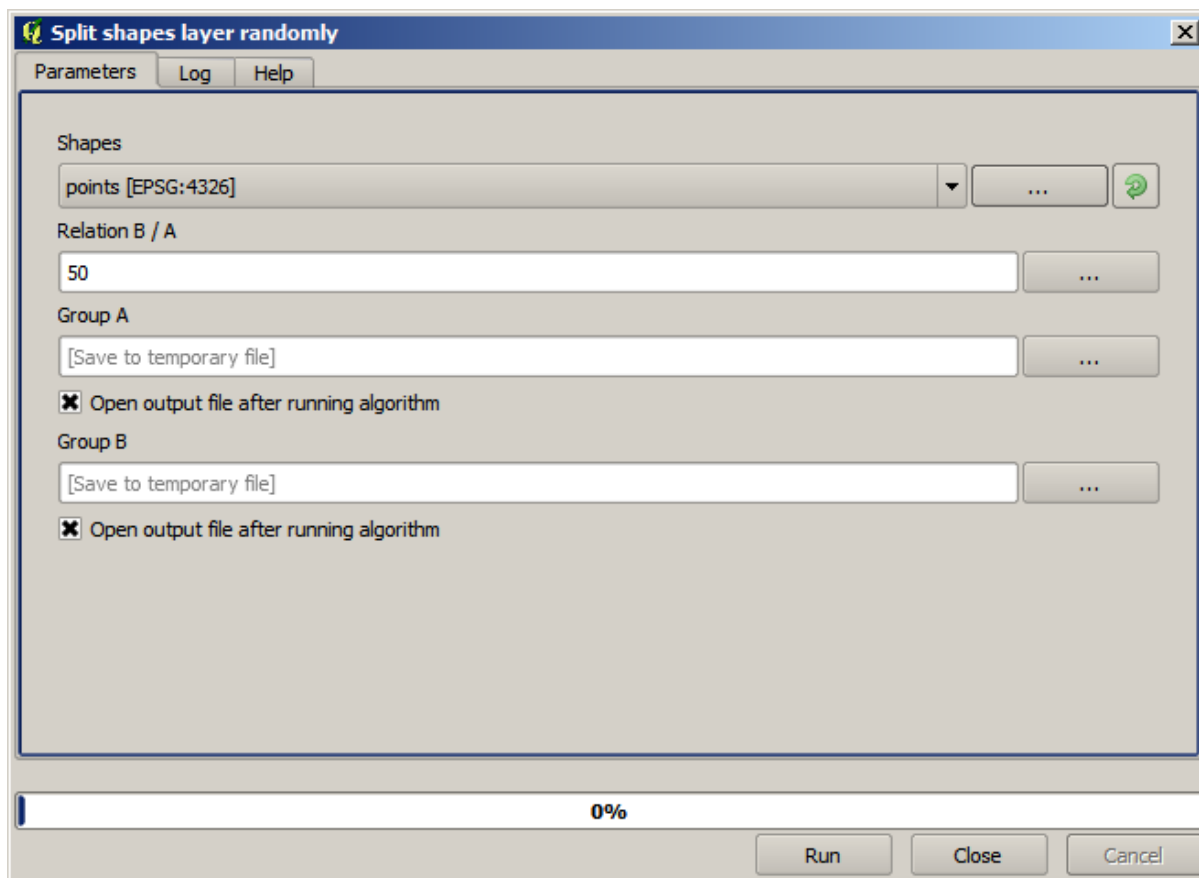 Split shapes layer randomly
Parameters Log Help
Shapes
points [EPSG:4326] ...
Relation B / A
50 ...
Group A
[Save to temporary file] ...
Open output file after running algorithm
Group B
[Save to temporary file] ...
Open output file after running algorithm
0%
Run Close Cancel